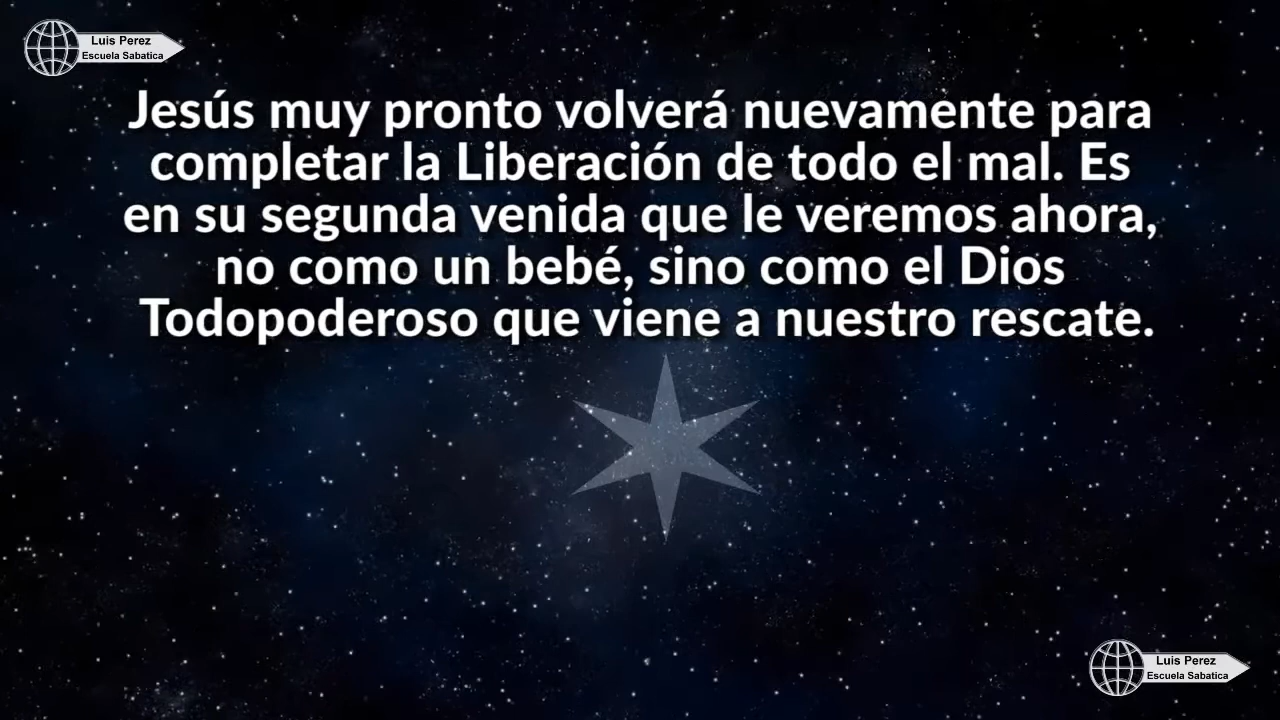 Luis Perez
Escuela Sabatica
Jesús muy pronto volverá nuevamente para
completar la Liberación de todo el mal. Es
en su segunda venida que le veremos ahora,
no como un bebé, sino como el Dios
Todopoderoso que viene a nuestro rescate.
Luis Perez
Escuela Sabatica